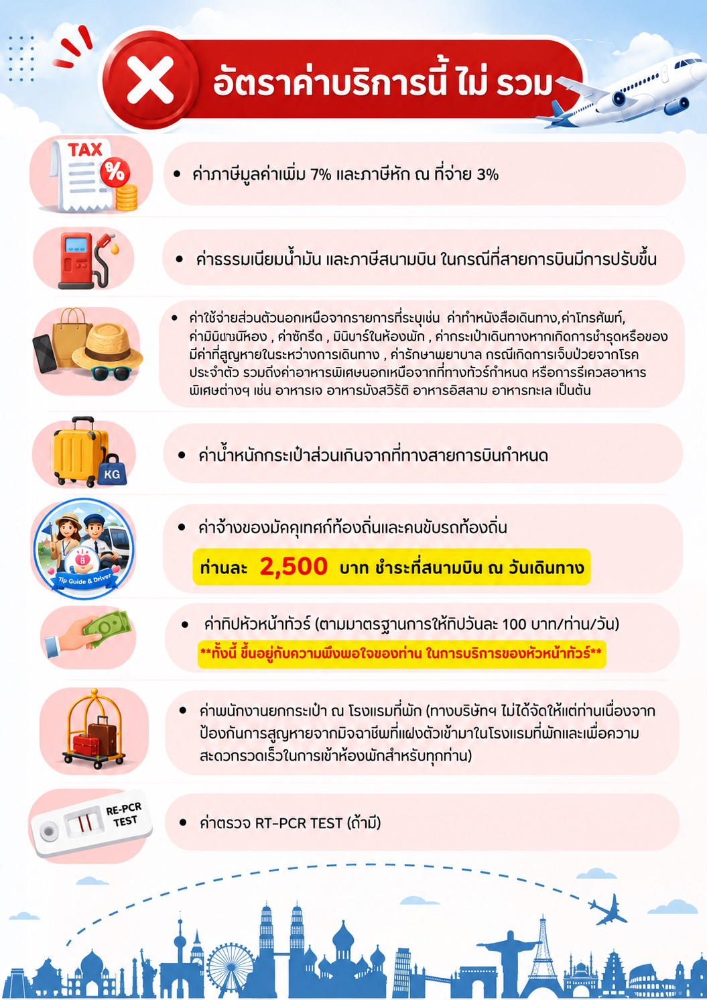 อัตราค่าบริการนี้ ไม่ รวม
TAX
%
• ค่าภาษีมูลค่าเพิ่ม 7% และภาษีหัก ณ ที่จ่าย 3%
• ค่าธรรมเนียมน้ำมัน และภาษีสนามบิน ในกรณีที่สายการบินมีการปรับขึ้น
• ค่าใช้จ่ายส่วนตัวนอกเหนือจากรายการที่ระบุเช่น ค่าทำหนังสือเดินทาง,ค่าโทรศัพท์,
, ค่าซักรีด , มินิบาร์ในห้องพัก , ค่ากระเป๋าเดินทางหากเกิดการชำรุดหรือของ
มีค่าที่สูญหายในระหว่างการเดินทาง , ค่ารักษาพยาบาล กรณีเกิดการเจ็บป่วยจากโรค
ประจำตัว รวมถึงค่าอาหารพิเศษนอกเหนือจากที่ทางทัวร์กำหนด หรือการรีเควสอาหาร
พิเศษต่างๆ เช่น อาหารเจ อาหารมังสวิรัติ อาหารอิสลาม อาหารทะเล เป็นต้น
KG
• ค่าน้ำหนักกระเป๋าส่วนเกินจากที่ทางสายการบินกำหนด
Tip Guide & Driver
• ค่าจ้างของมัคคุเทศก์ท้องถิ่นและคนขับรถท้องถิ่น
ท่านละ 2,500 บาท ชำระที่สนามบิน ณ วันเดินทาง
• ค่าทิปหัวหน้าทัวร์ (ตามมาตรฐานการให้ทิปวันละ 100 บาท/ท่าน/วัน)
**ทั้งนี้ ขึ้นอยู่กับความพึงพอใจของท่าน ในการบริการของหัวหน้าทัวร์**
• ค่าพนักงานยกกระเป๋า ณ โรงแรมที่พัก (ทางบริษัทฯ ไม่ได้จัดให้แต่ท่านเนื่องจาก
ป้องกันการสูญหายจากมิจฉาชีพที่แฝงตัวเข้ามาในโรงแรมที่พักและเพื่อความ
สะดวกรวดเร็วในการเข้าห้องพักสำหรับทุกท่าน)
RE-PCR
TEST
• ค่าตรวจ RT-PCR TEST (ถ้ามี)